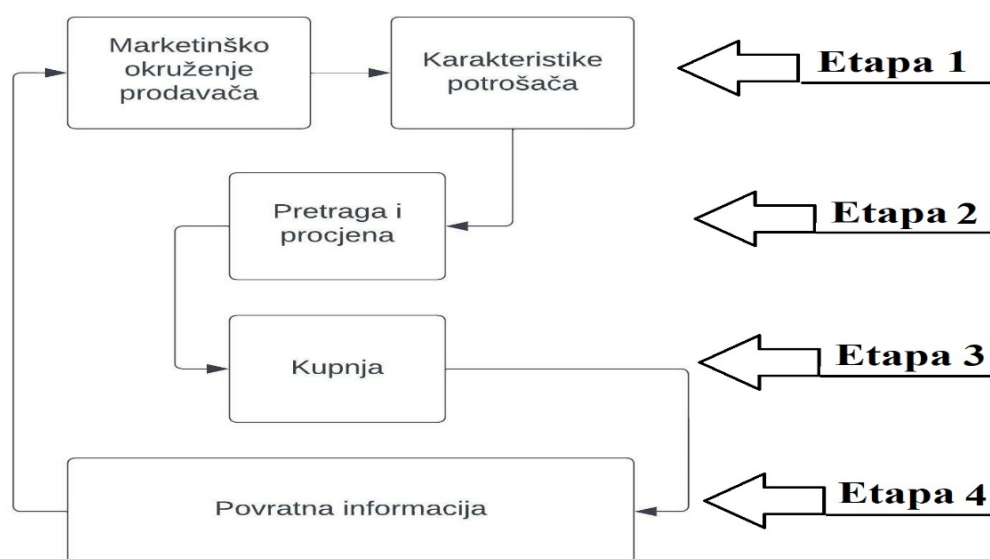 Marketinško
okruženje
prodavača
Karakteristike
potrošača
Etapa 1
Pretraga i
procjena
Etapa 2
Kupnja
Etapa 3
Povratna informacija
Etapa 4